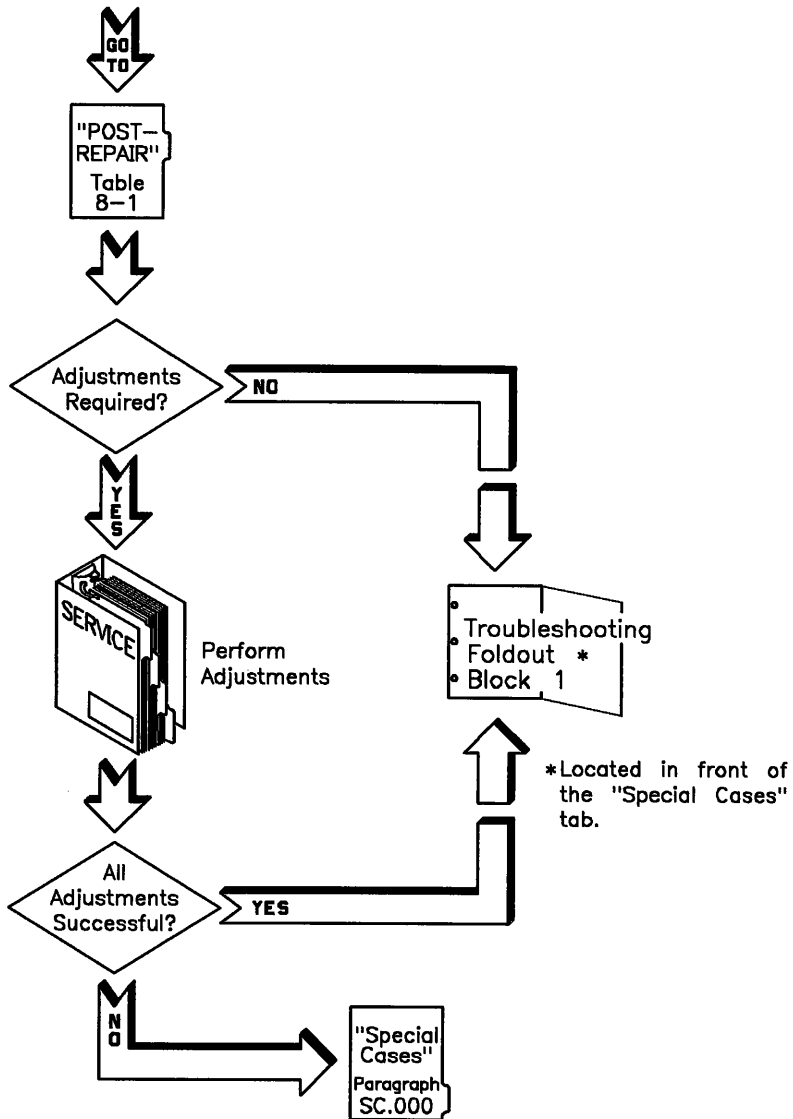 GO
TO
"POST-
REPAIR"
Table
8-1
Adjustments
Required?
NO
YES
SERVICE
Perform
Adjustments
Troubleshooting
Foldout *
Block 1
*Located in front of
the "Special Cases"
tab.
All
Adjustments
Successful?
YES
NO
"Special
Cases"
Paragraph
SC.000